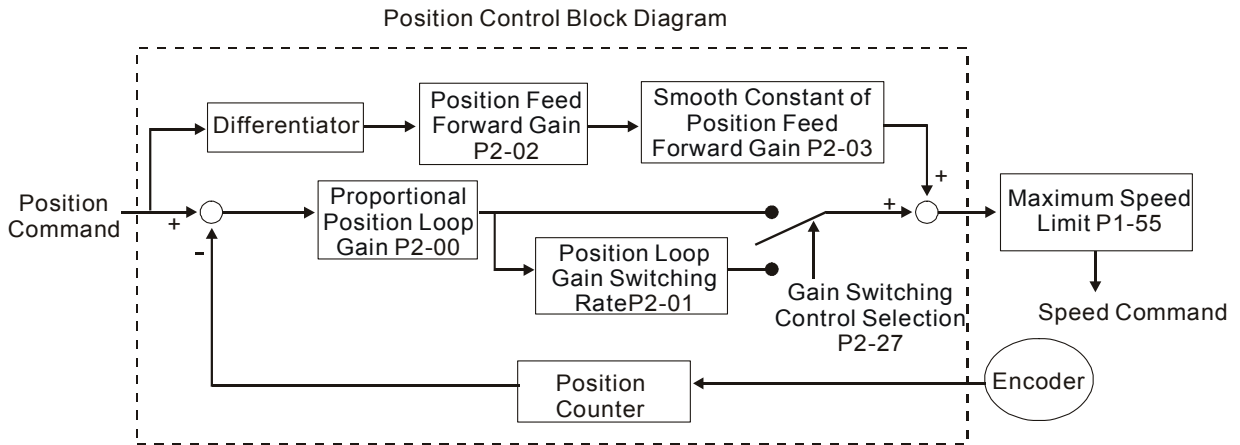 Position Control Block Diagram
Differentiator
Position Feed
Forward Gain
P2-02
Smooth Constant of
Position Feed
Forward Gain P2-03
+
Position
Command
+
-
Proportional
Position Loop
Gain P2-00
+
Maximum Speed
Limit P1-55
Position Loop
Gain Switching
RateP2-01
Gain Switching
Control Selection
P2-27
Speed Command
Position
Counter
Encoder